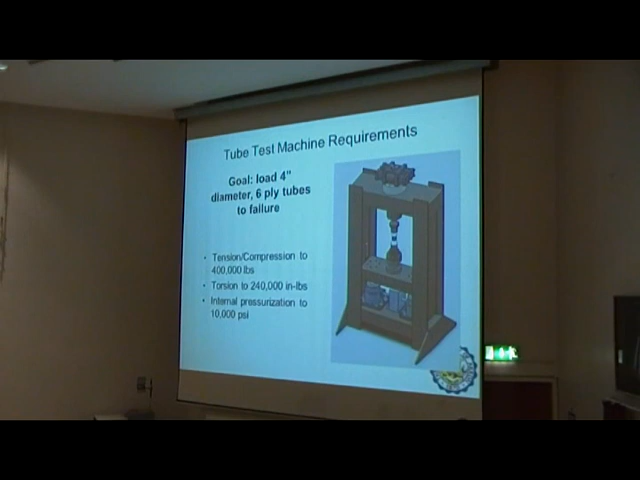 Tube Test Machine Requirements
Goal: load 4"
diameter, 6 ply tubes
to failure
• Tension/Compression to
400,000 lbs
• Torsion to 240,000 in-lbs
• Internal pressurization to
10,000 psi